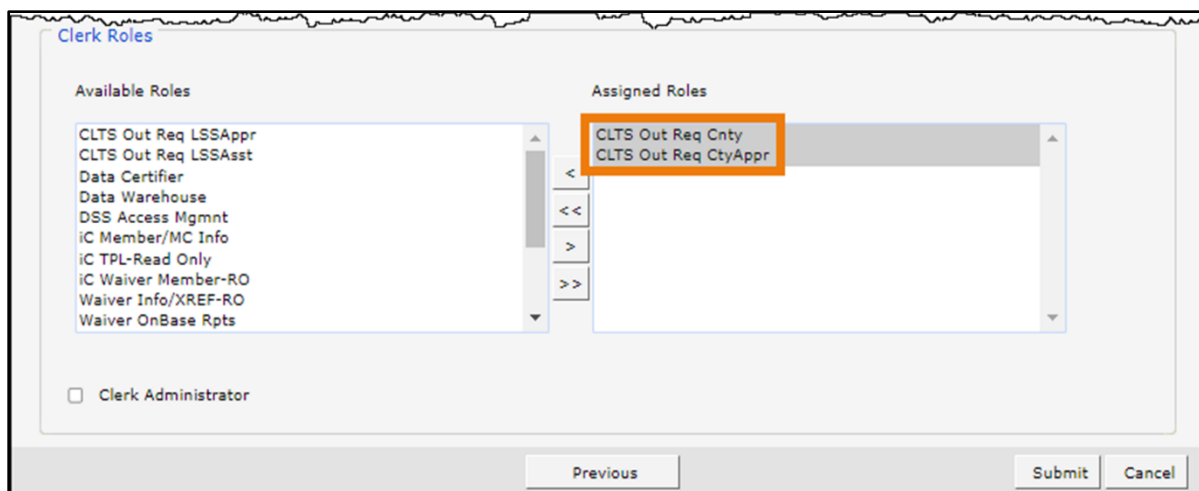 Clerk Roles
Available Roles
Assigned Roles
CLTS Out Req LSSAppr
CLTS Out Req LSSAsst
Data Certifier
Data Warehouse
DSS Access Mgmnt
iC Member/MC Info
iC TPL-Read Only
iC Waiver Member-RO
Waiver Info/XREF-RO
Waiver OnBase Rpts
<
<<
>
>>
CLTS Out Req Cnty
CLTS Out Req CtyAppr
Clerk Administrator
Previous
Submit
Cancel